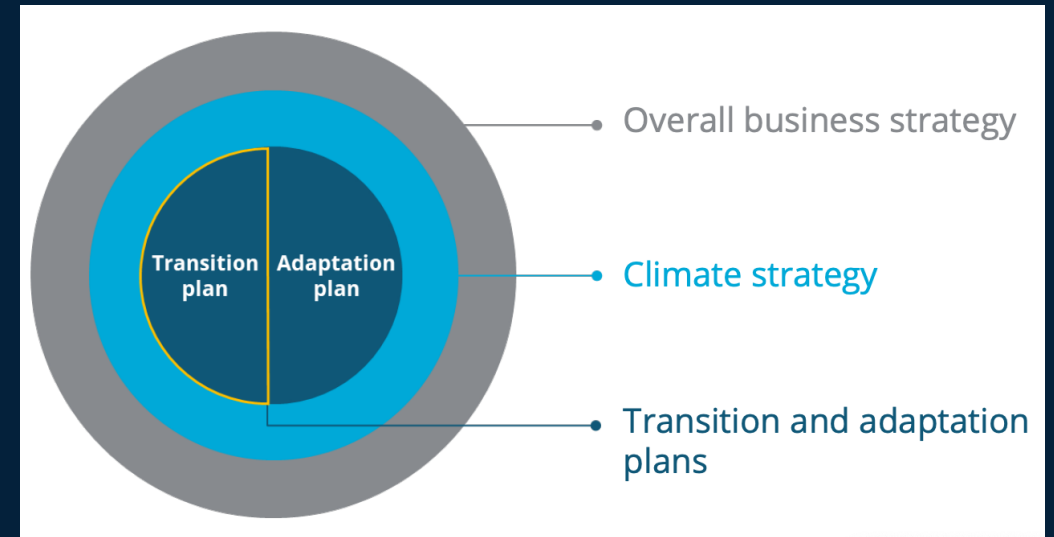 Overall business strategy
Transition
plan
Adaptation
plan
Climate strategy
Transition and adaptation
plans